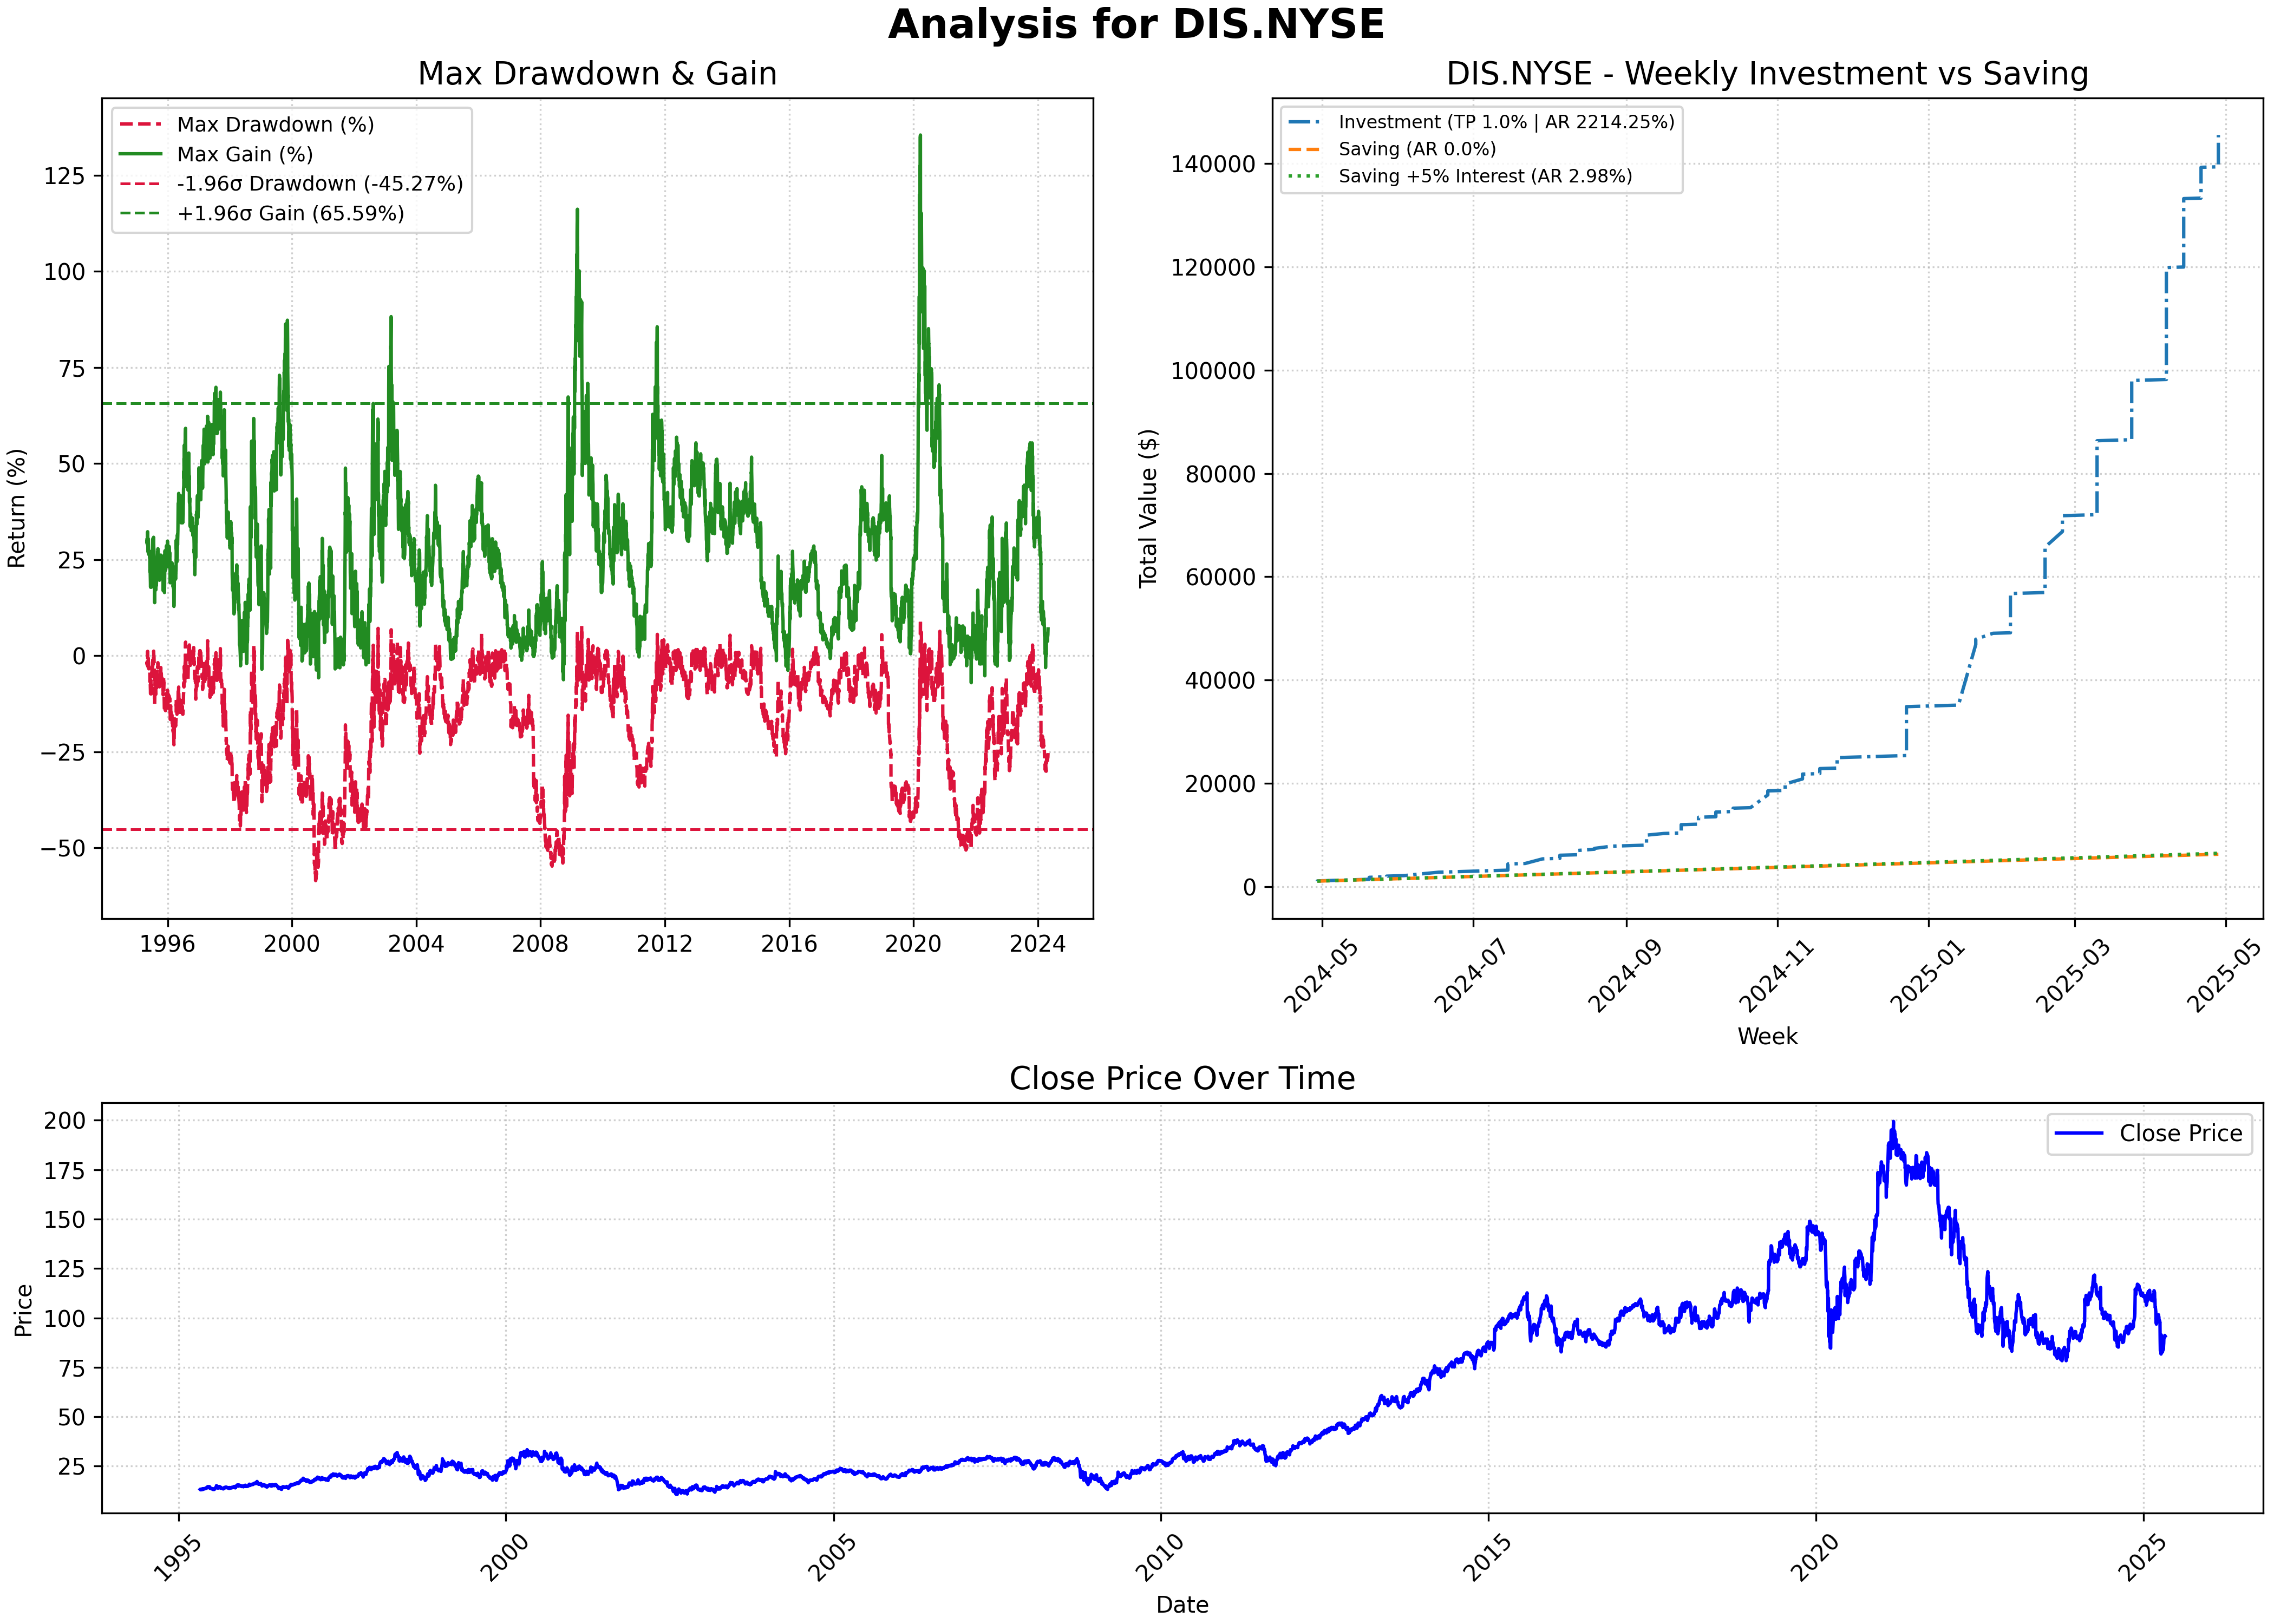 Analysis for DIS.NYSE
Max Drawdown & Gain
Max Drawdown (%)
Max Gain (%)
-1.96σ Drawdown (-45.27%)
+1.96σ Gain (65.59%)
Return (%)
125
100
75
50
25
0
−25
−50
1996 2000 2004 2008 2012 2016 2020 2024
DIS.NYSE - Weekly Investment vs Saving
Investment (TP 1.0% | AR 2214.25%)
Saving (AR 0.0%)
Saving +5% Interest (AR 2.98%)
Total Value ($)
140000
120000
100000
80000
60000
40000
20000
0
2024-05 2024-07 2024-09 2024-11 2025-01 2025-03 2025-05
Week
Close Price Over Time
Close Price
Price
200
175
150
125
100
75
50
25
1995 2000 2005 2010 2015 2020 2025
Date